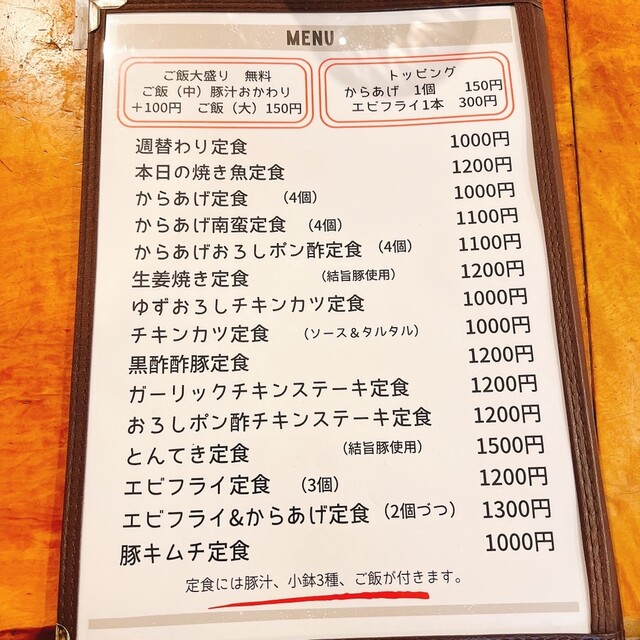 MENU
ご飯大盛り 無料
ご飯（中）豚汁おかわり
＋100円 ご飯（大）150円
トッピング
からあげ 1個 150円
エビフライ1本 300円
週替わり定食 1000円
本日の焼き魚定食 1200円
からあげ定食 （4個） 1000円
からあげ南蛮定食 （4個） 1100円
からあげおろしポン酢定食 （4個） 1100円
生姜焼き定食 （結旨豚使用） 1200円
ゆずおろしチキンカツ定食 1000円
チキンカツ定食 （ソース＆タルタル） 1000円
黒酢酢豚定食 1200円
ガーリックチキンステーキ定食 1200円
おろしポン酢チキンステーキ定食 1200円
とんてき定食 （結旨豚使用） 1500円
エビフライ定食 （3個） 1200円
エビフライ&からあげ定食 （2個づつ） 1300円
豚キムチ定食 1000円
定食には豚汁、小鉢3種、ご飯が付きます。